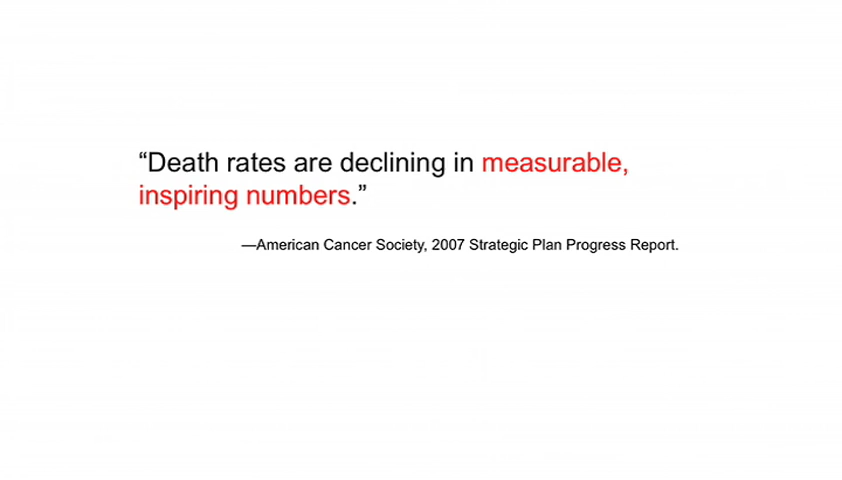 “Death rates are declining in measurable,
inspiring numbers.”
—American Cancer Society, 2007 Strategic Plan Progress Report.